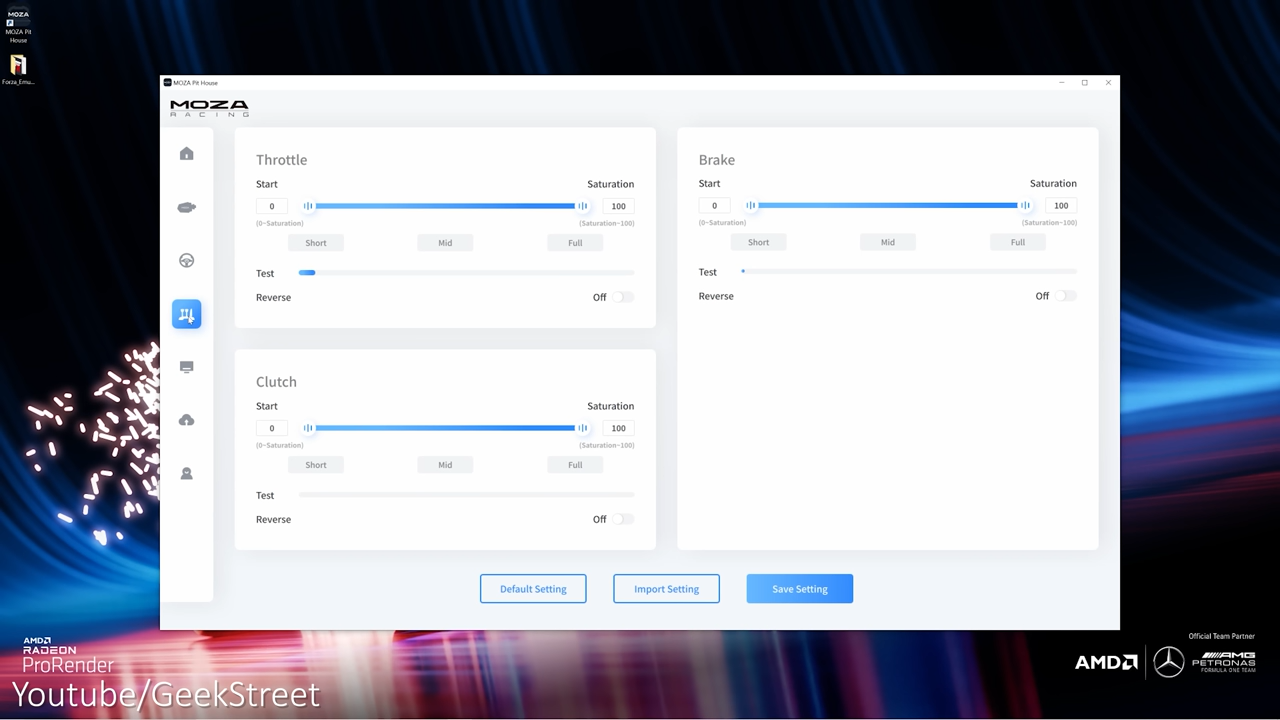 MOZA
MOZA Pit
House
Forza_Emu...
MOZA Pit House
MOZA
RACING
Throttle
Start
Saturation
0
100
(0~Saturation)
(Saturation~100)
Short
Mid
Full
Test
Reverse
Off
Brake
Start
Saturation
0
100
(0~Saturation)
(Saturation~100)
Short
Mid
Full
Test
Reverse
Off
Clutch
Start
Saturation
0
100
(0~Saturation)
(Saturation~100)
Short
Mid
Full
Test
Reverse
Off
Default Setting
Import Setting
Save Setting
AMD
RADEON
ProRender
Youtube/GeekStreet
Official Team Partner
AMD
AMG
PETRONAS
FORMULA ONE TEAM